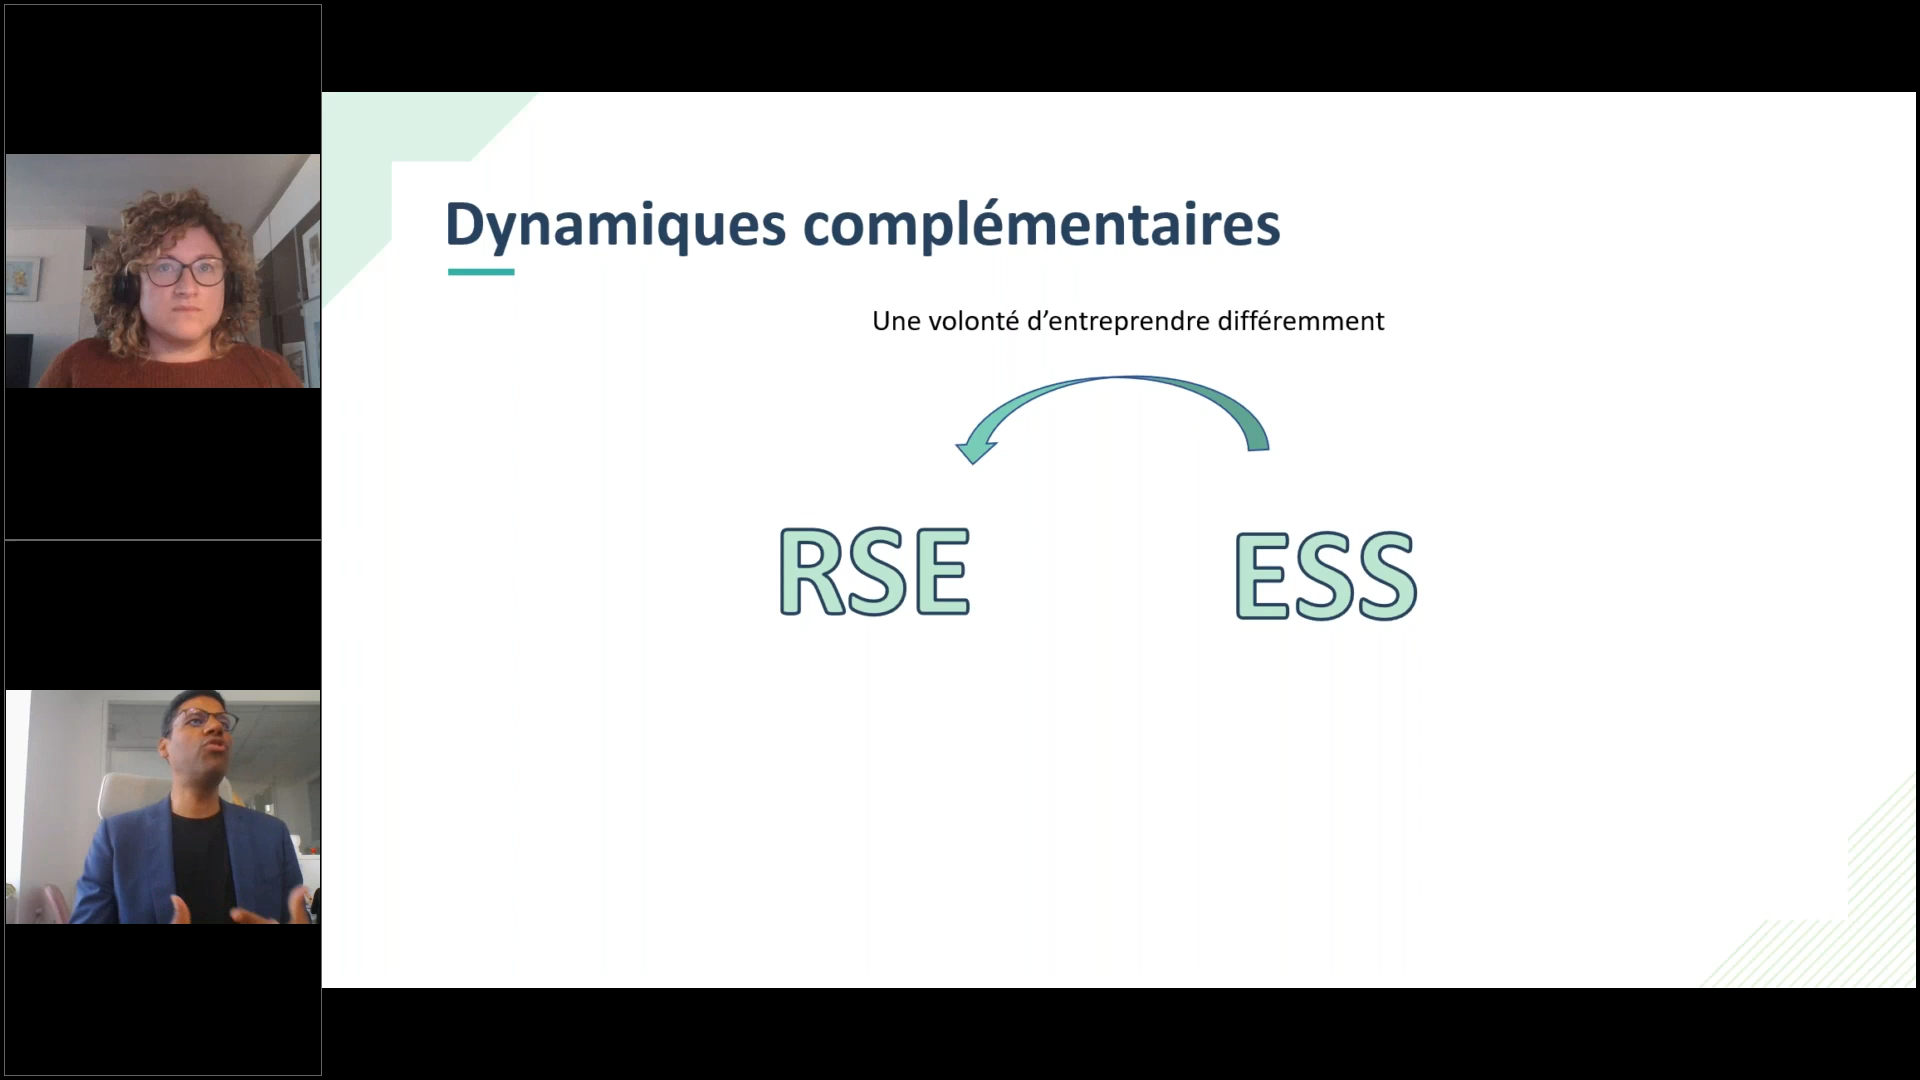 Dynamiques complémentaires
Une volonté d’entreprendre différemment
RSE
ESS